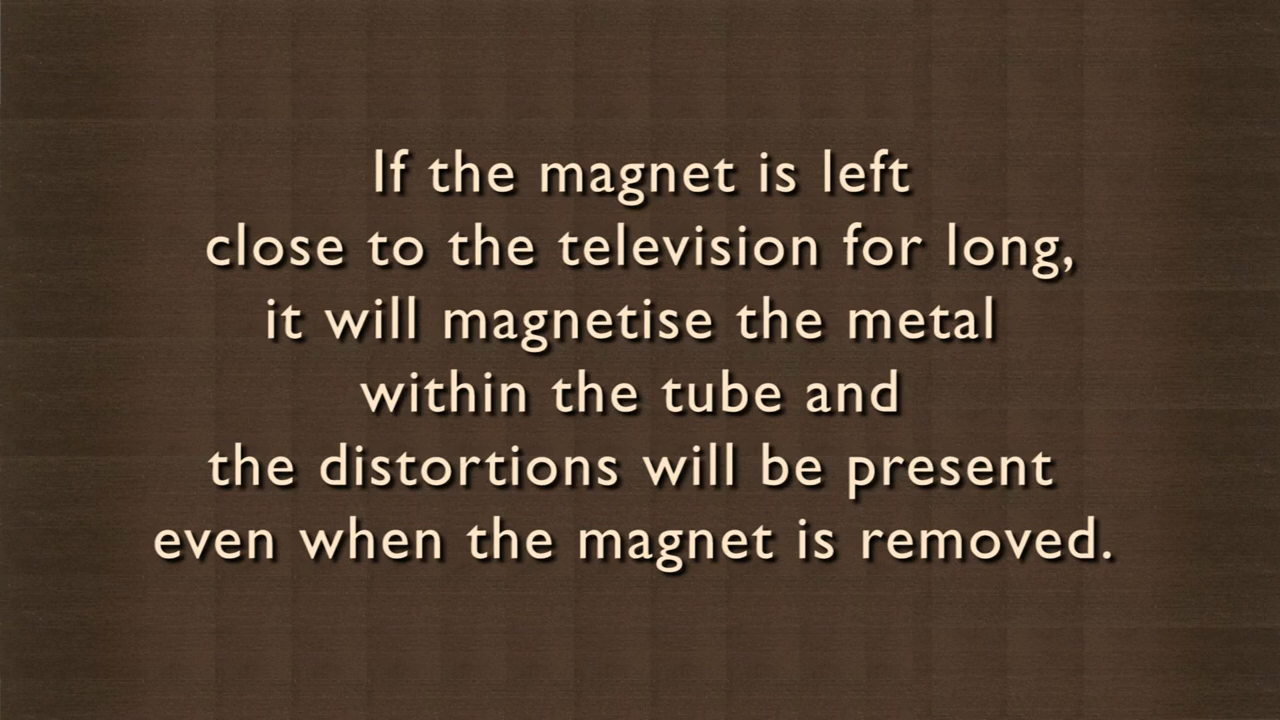 If the magnet is left
close to the television for long,
it will magnetise the metal
within the tube and
the distortions will be present
even when the magnet is removed.